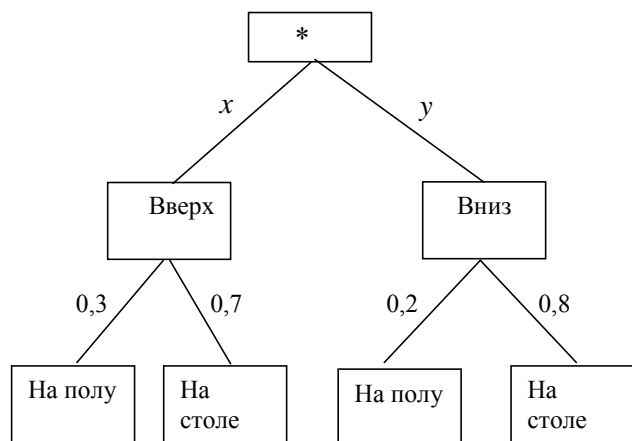 *
x y
Вверх Вниз
0,3 0,7 0,2 0,8
На полу На столе На полу На столе